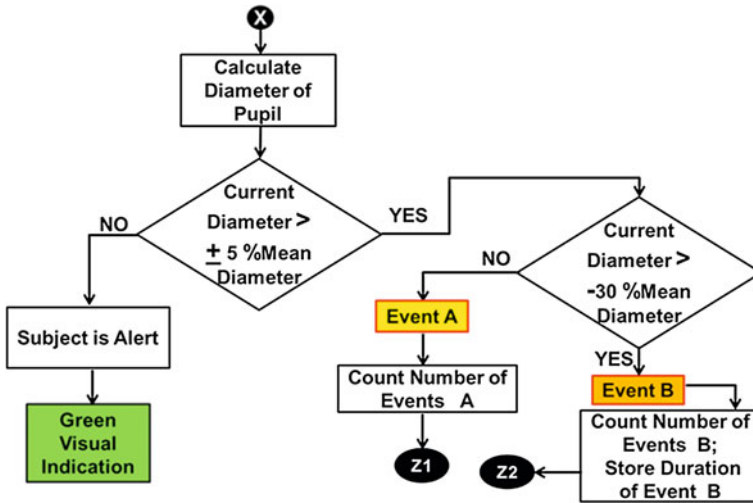 X
Calculate
Diameter of
Pupil
Current
Diameter >
± 5 %Mean
Diameter
NO
YES
Subject is Alert
Green
Visual
Indication
Current
Diameter >
-30 %Mean
Diameter
NO
YES
Event A
Count Number of
Events A
Z1
Event B
Count Number of
Events B;
Store Duration
of Event B
Z2